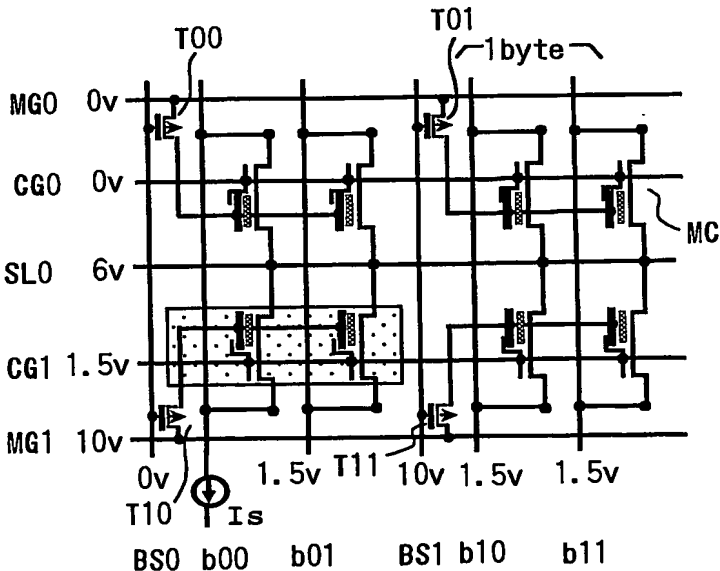 T00 T01
1byte
MG0 0v
CG0 0v
MC
SL0 6v
CG1 1.5v
MG1 10v
0v 1.5v T11 10v 1.5v 1.5v
T10 Is
BS0 b00 b01 BS1 b10 b11